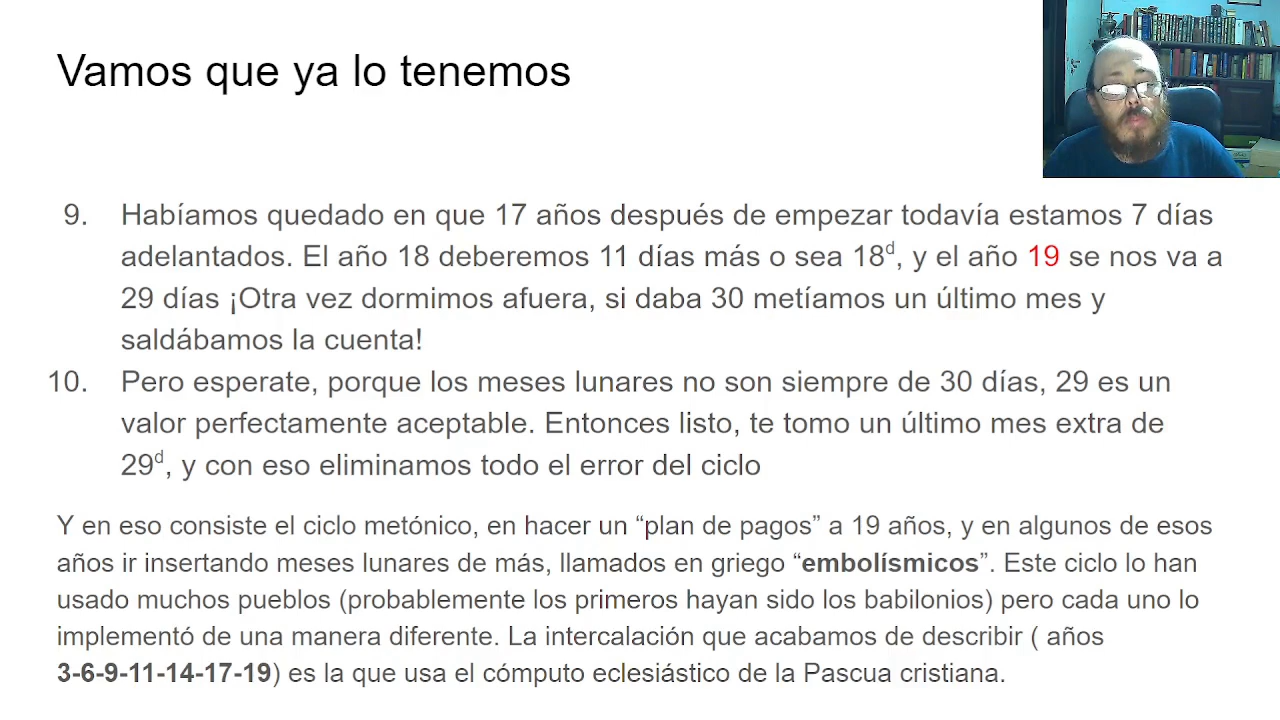 Vamos que ya lo tenemos
9. Habíamos quedado en que 17 años después de empezar todavía estamos 7 días
adelantados. El año 18 deberemos 11 días más o sea 18ᵈ, y el año 19 se nos va a
29 días ¡Otra vez dormimos afuera, si daba 30 metíamos un último mes y
saldábamos la cuenta!
10. Pero esperate, porque los meses lunares no son siempre de 30 días, 29 es un
valor perfectamente aceptable. Entonces listo, te tomo un último mes extra de
29ᵈ, y con eso eliminamos todo el error del ciclo
Y en eso consiste el ciclo metónico, en hacer un “plan de pagos” a 19 años, y en algunos de esos
años ir insertando meses lunares de más, llamados en griego “embolísmicos”. Este ciclo lo han
usado muchos pueblos (probablemente los primeros hayan sido los babilonios) pero cada uno lo
implementó de una manera diferente. La intercalación que acabamos de describir ( años
3-6-9-11-14-17-19) es la que usa el cómputo eclesiástico de la Pascua cristiana.